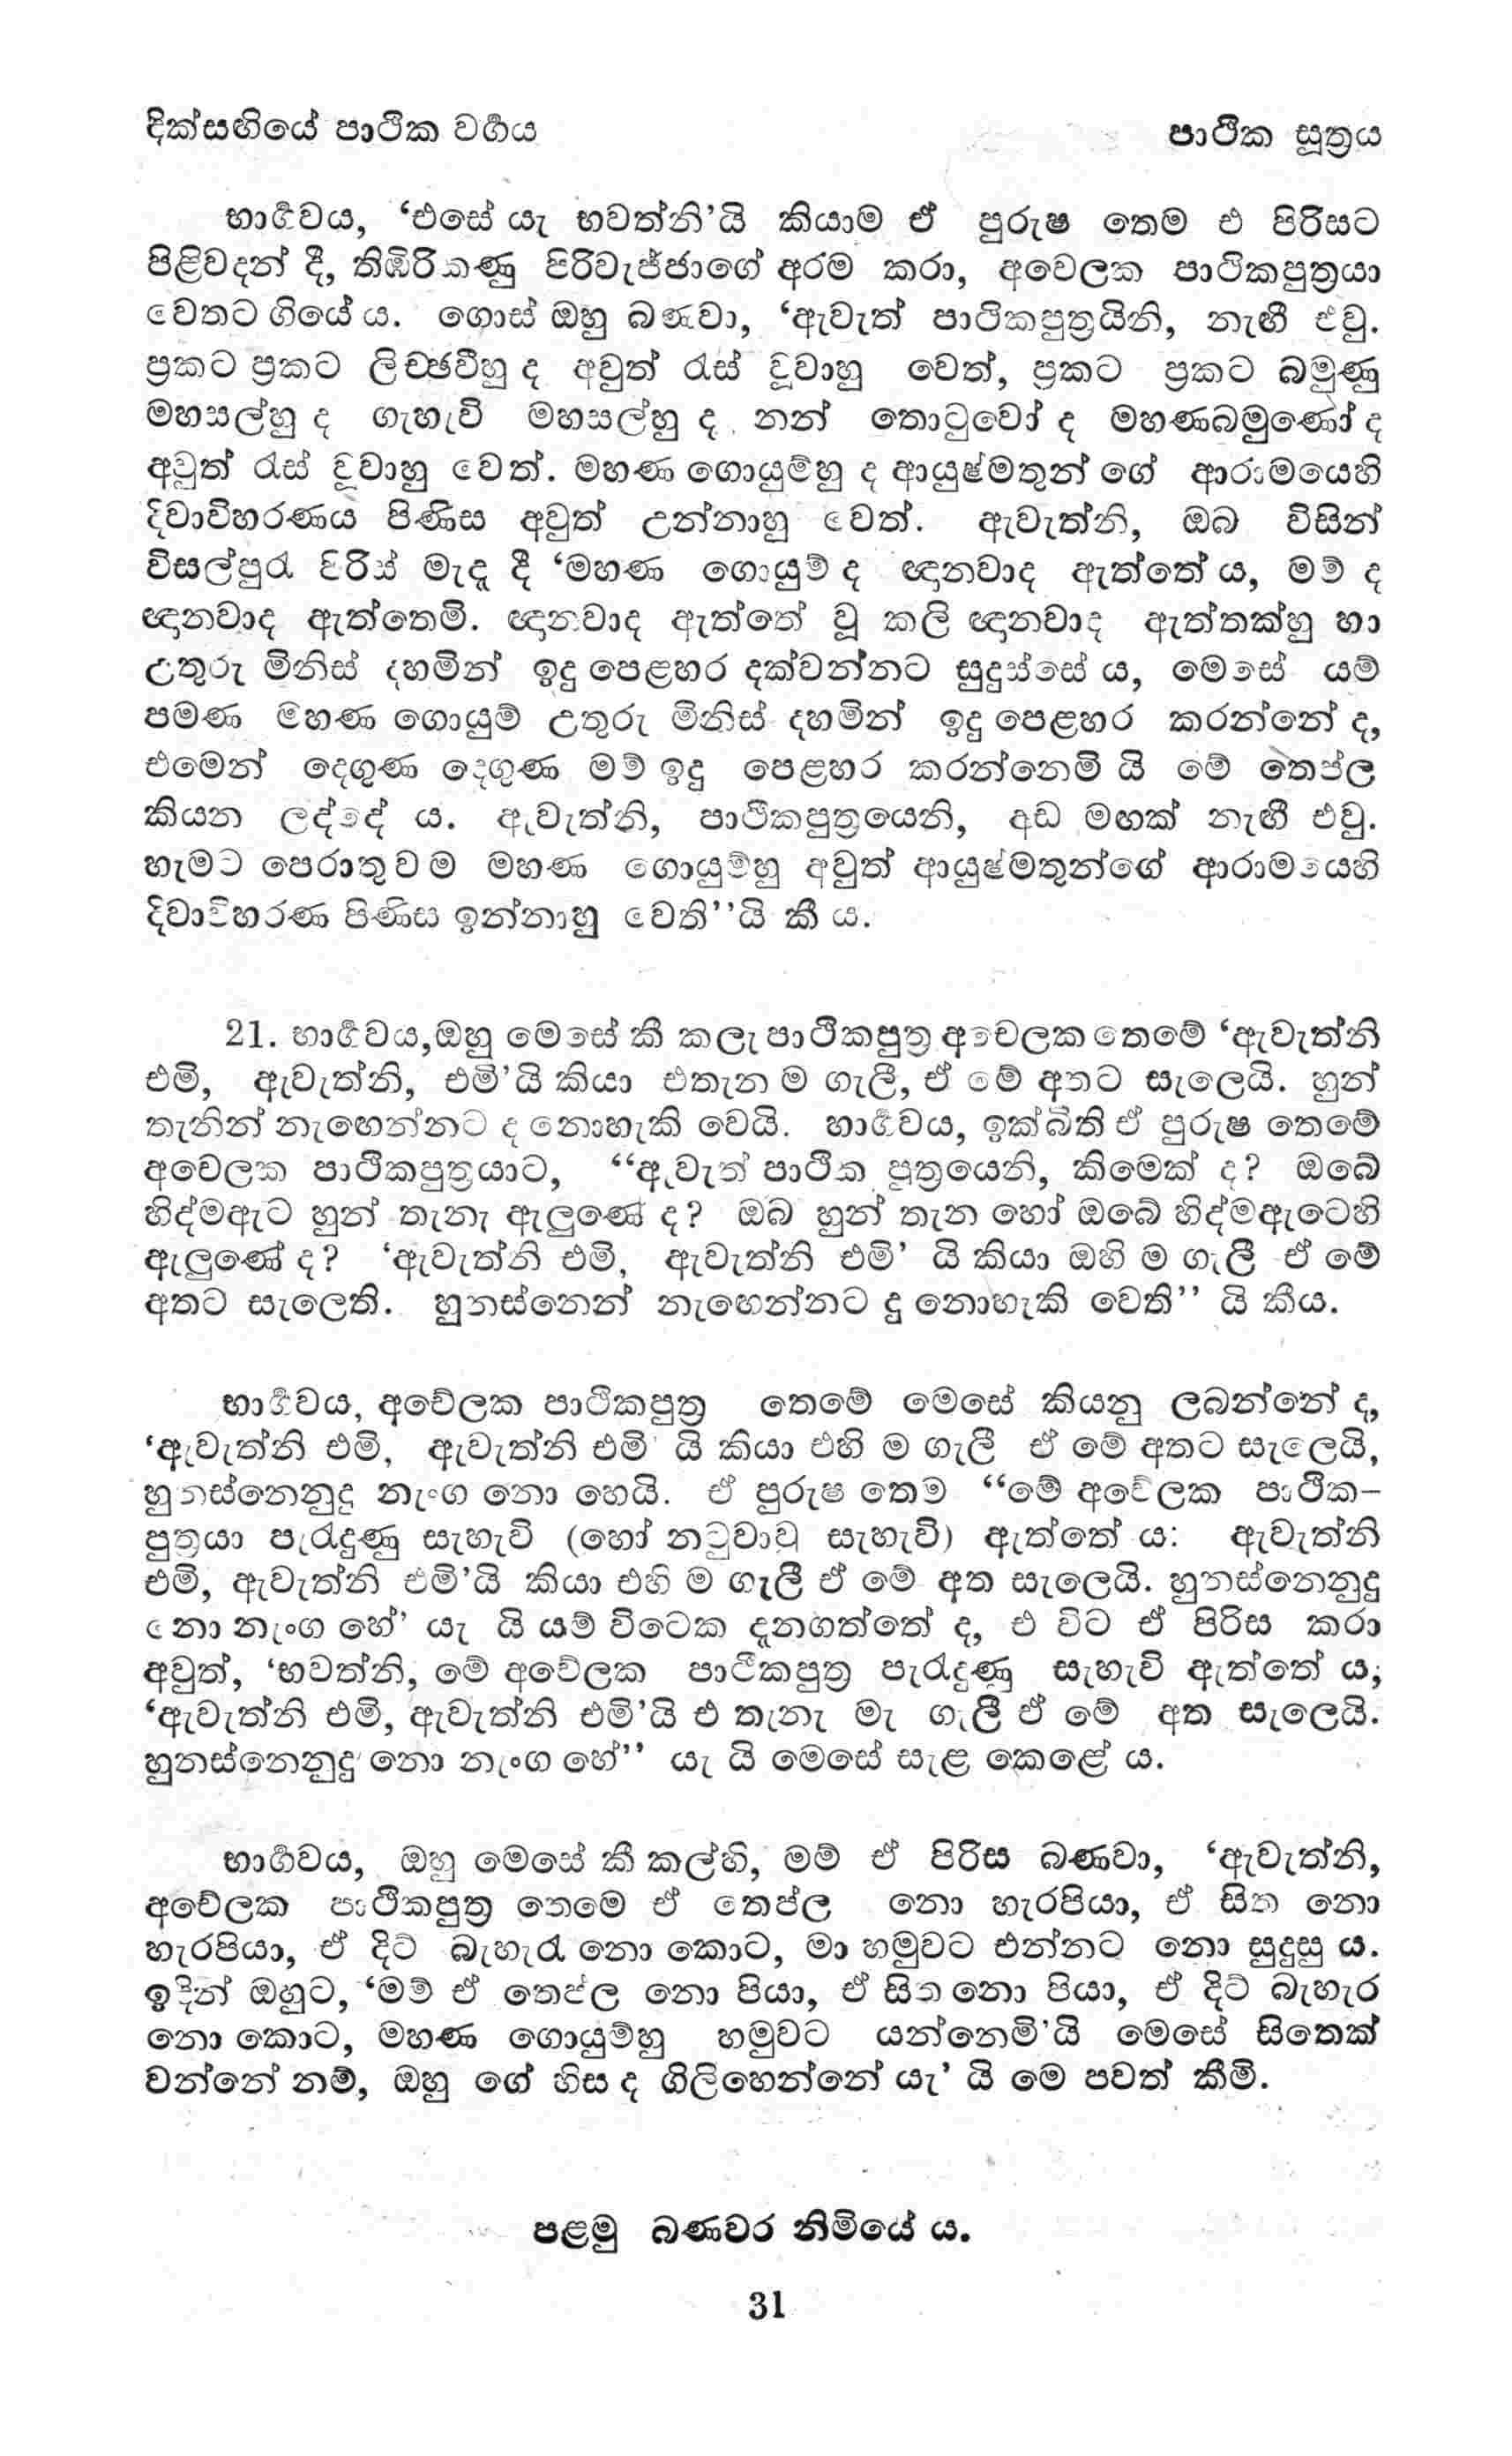 දික්සඟියේ පාථික වර්‍ගය
පාථික සූත්‍රය
භාර්‍ගවය, ‘එසේ යැ භවත්නි’යි කියාම ඒ පුරුෂ තෙම එ පිරිසට
පිළිවදන් දී, තිඹිරිකණු පිරිවැජ්ජාගේ අරම කරා, අචෙලක පාථිකපුත්‍රයා
වෙතට ගියේ ය. ගොස් ඔහු බණවා, ‘ඇවැත් පාථිකපුත්‍රයිනි, නැඟී එවු.
ප්‍රකට ප්‍රකට ලිච්ඡවීහු ද අවුත් රැස් වූවාහු වෙත්, ප්‍රකට ප්‍රකට බමුණු
මහසල්හු ද ගැහැවි මහසල්හු ද නන් තොටුවෝ ද මහණබමුණෝ ද
අවුත් රැස් වූවාහු වෙත්. මහණ ගොයුම්හු ද ආයුෂ්මතුන් ගේ ආරාමයෙහි
දිවාවිහරණය පිණිස අවුත් උන්නාහු වෙත්. ඇවැත්නි, ඔබ විසින්
විසල්පුරැ පිරිස් මැදැ දී ‘මහණ ගොයුම් ද ඥානවාද ඇත්තේ ය, මම් ද
ඥානවාද ඇත්තෙමි. ඥානවාද ඇත්තේ වූ කලි ඥානවාද ඇත්තක්හු හා
උතුරු මිනිස් දහමින් ඉදු පෙළහර දක්වන්නට සුදුස්සේ ය, මෙසේ යම්
පමණ මහණ ගොයුම් උතුරු මිනිස් දහමින් ඉදු පෙළහර කරන්නේ ද,
එමෙන් දෙගුණ දෙගුණ මම් ඉදු පෙළහර කරන්නෙමි යි මේ තෙප්ල
කියන ලද්දේ ය. ඇවැත්නි, පාථිකපුත්‍රයෙනි, අඩ මඟක් නැඟී එවු.
හැමට පෙරාතුව ම මහණ ගොයුම්හු අවුත් ආයුෂ්මතුන්ගේ ආරාමයෙහි
දිවාවිහරණ පිණිස ඉන්නාහු වෙති’’යි කී ය.
21. භාර්‍ගවය,ඔහු මෙසේ කී කලැ පාථිකපුත්‍ර අචෙලක තෙමේ ‘ඇවැත්නි
එමි, ඇවැත්නි, එමි’යි කියා එතැන ම ගැලී, ඒ මේ අතට සැලෙයි. හුන්
තැනින් නැඟෙන්නට ද නොහැකි වෙයි. භාර්‍ගවය, ඉක්බිති ඒ පුරුෂ තෙමේ
අචෙලක පාථිකපුත්‍රයාට, ‘‘ඇවැත් පාථික පුත්‍රයෙනි, කිමෙක් ද? ඔබේ
හිද්මඇට හුන් තැනැ ඇලුණේ ද? ඔබ හුන් තැන හෝ ඔබේ හිද්මඇටෙහි
ඇලුණේ ද? ‘ඇවැත්නි එමි, ඇවැත්නි එමි’ යි කියා ඔහි ම ගැලී ඒ මේ
අතට සැලෙති. හුනස්නෙන් නැඟෙන්නට දු නොහැකි වෙති’’ යි කීය.
භාර්‍ගවය, අචේලක පාථිකපුත්‍ර තෙමේ මෙසේ කියනු ලබන්නේ ද,
‘ඇවැත්නි එමි, ඇවැත්නි එමි’ යි කියා එහි ම ගැලී ඒ මේ අතට සැලෙයි,
හුනස්නෙනුදු නැංග නො හෙයි. ඒ පුරුෂ තෙම ‘‘මේ අචේලක පාථික-
පුත්‍රයා පැරැදුණු සැහැවි (හෝ නටුවාවූ සැහැවි) ඇත්තේ ය: ඇවැත්නි
එමි, ඇවැත්නි එමි’යි කියා එහි ම ගැලී ඒ මේ අත සැලෙයි. හුනස්නෙනුදු
නො නැංග හේ’ යැ යි යම් විටෙක දැනගත්තේ ද, එ විට ඒ පිරිස කරා
අවුත්, ‘භවත්නි, මේ අචේලක පාථිකපුත්‍ර පැරැදුණු සැහැවි ඇත්තේ ය;
‘ඇවැත්නි එමි, ඇවැත්නි එමි’යි එ තැනැ මැ ගැලී ඒ මේ අත සැලෙයි.
හුනස්නෙනුදු නො නැංග හේ’’ යැ යි මෙසේ සැළ කෙළේ ය.
භාර්‍ගවය, ඔහු මෙසේ කී කල්හි, මම් ඒ පිරිස බණවා, ‘ඇවැත්නි,
අචේලක පාථිකපුත්‍ර තෙමෙ ඒ තෙප්ල නො හැරපියා, ඒ සිත නො
හැරපියා, ඒ දිට බැහැරැ නො කොට, මා හමුවට එන්නට නො සුදුසු ය.
ඉදින් ඔහුට, ‘මම් ඒ තෙප්ල නො පියා, ඒ සිත නො පියා, ඒ දිට් බැහැර
නො කොට, මහණ ගොයුම්හු හමුවට යන්නෙමි’යි මෙසේ සිතෙක්
වන්නේ නම්, ඔහු ගේ හිස ද ගිලිහෙන්නේ යැ’ යි මෙ පවත් කීමි.
පළමු බණවර නිමියේ ය.
31